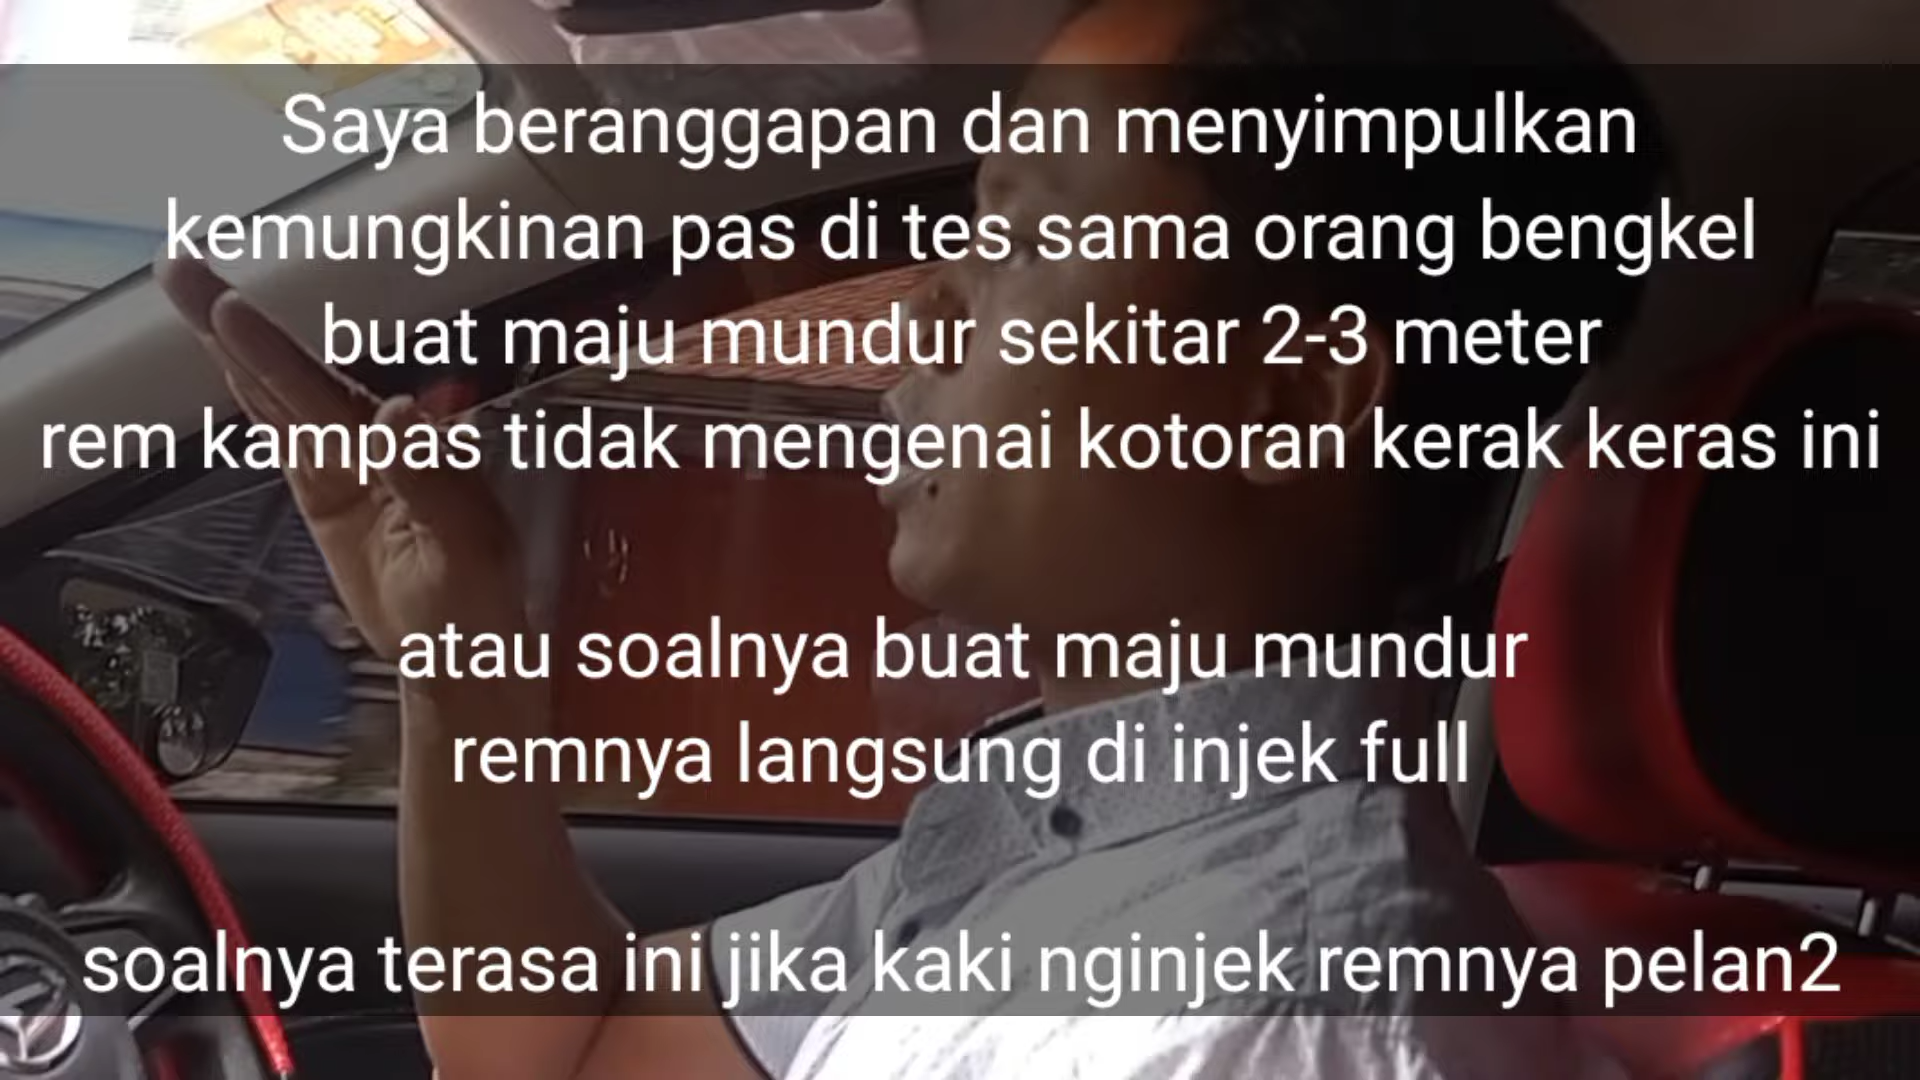 Saya beranggapan dan menyimpulkan
kemungkinan pas di tes sama orang bengkel
buat maju mundur sekitar 2-3 meter
rem kampas tidak mengenai kotoran kerak keras ini
atau soalnya buat maju mundur
remnya langsung di injek full
soalnya terasa ini jika kaki nginjek remnya pelan2